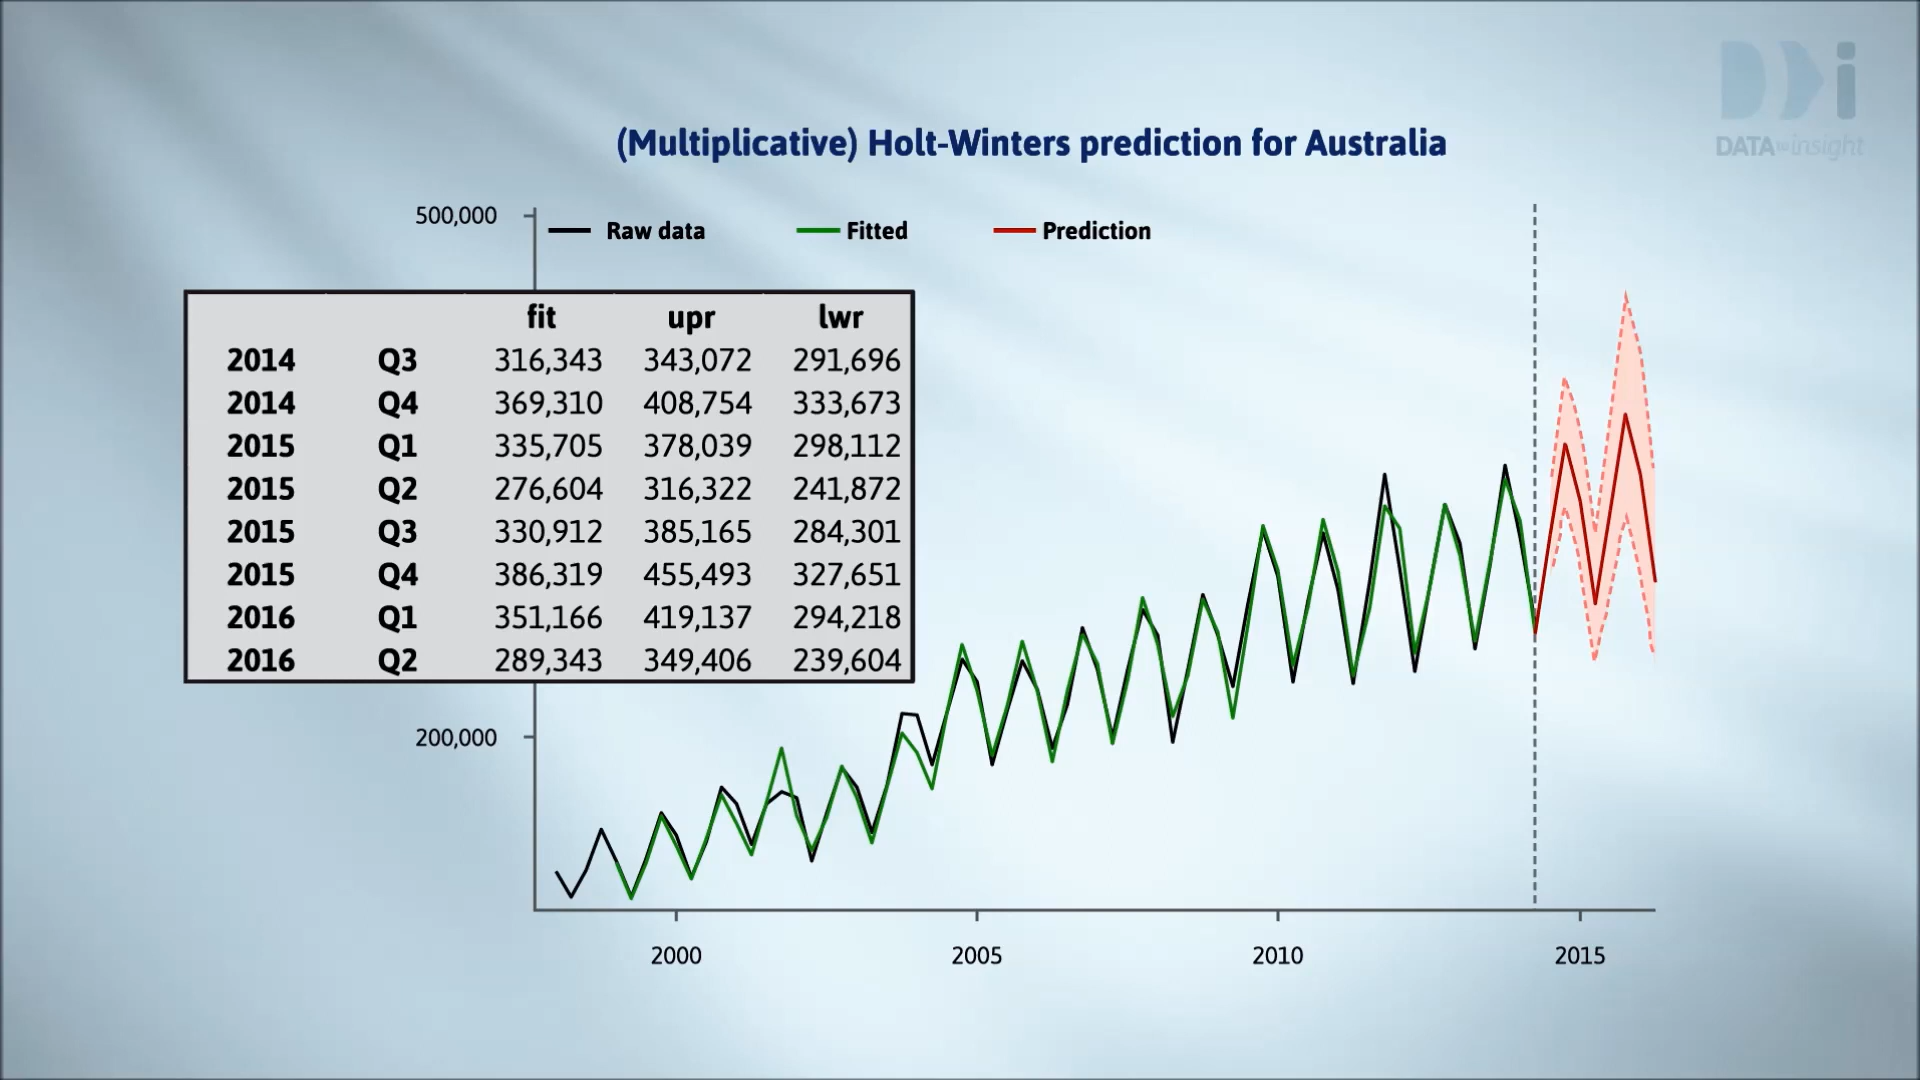 DATA to insight
(Multiplicative) Holt-Winters prediction for Australia
500,000
Raw data Fitted Prediction
fit upr lwr
2014 Q3 316,343 343,072 291,696
2014 Q4 369,310 408,754 333,673
2015 Q1 335,705 378,039 298,112
2015 Q2 276,604 316,322 241,872
2015 Q3 330,912 385,165 284,301
2015 Q4 386,319 455,493 327,651
2016 Q1 351,166 419,137 294,218
2016 Q2 289,343 349,406 239,604
200,000
2000 2005 2010 2015